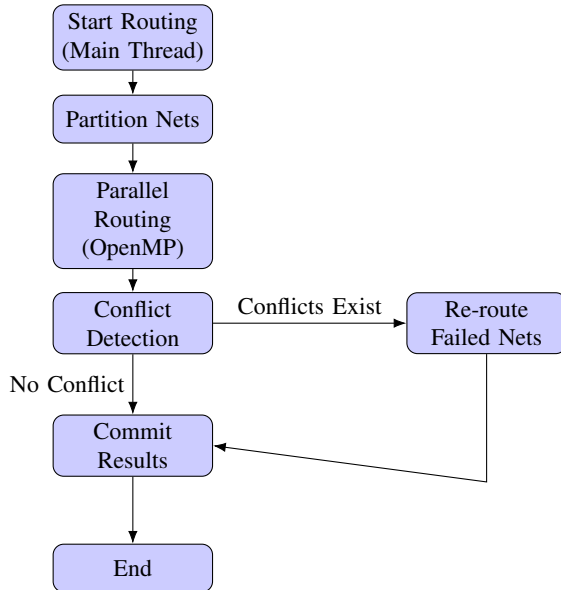 Start Routing
(Main Thread)
Partition Nets
Parallel
Routing
(OpenMP)
Conflict
Detection
Conflicts Exist
Re-route
Failed Nets
No Conflict
Commit
Results
End